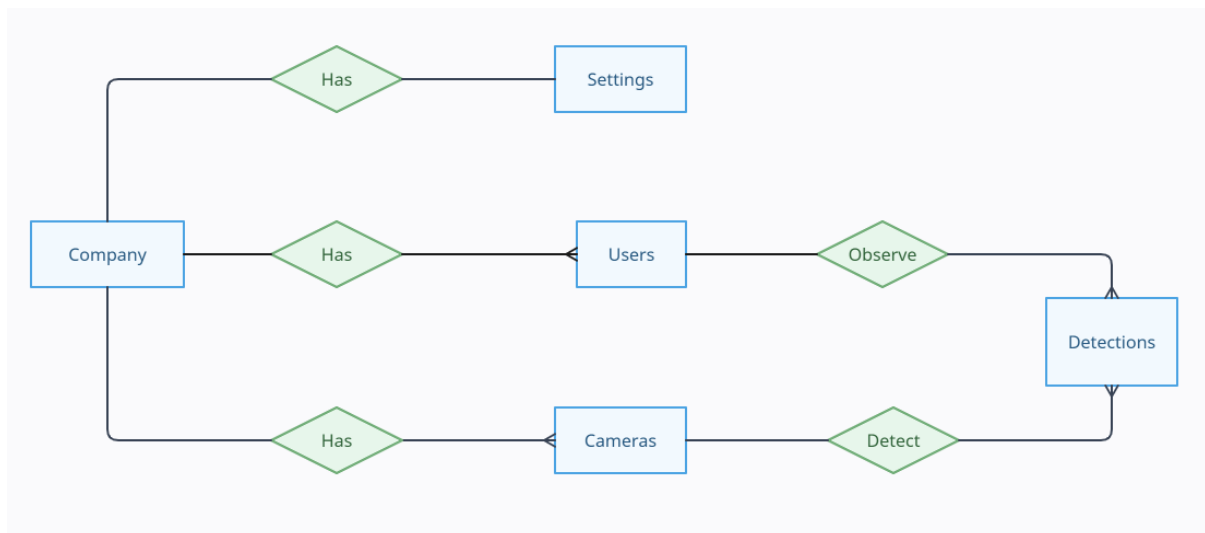 Has
Settings
Company
Has
Users
Observe
Detections
Has
Cameras
Detect